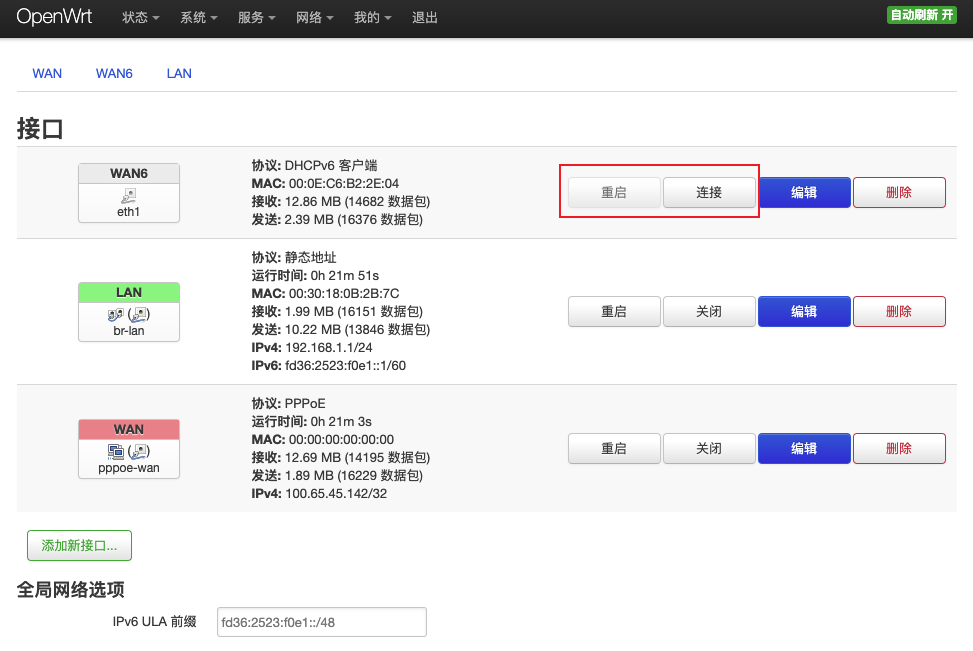 OpenWrt 状态 系统 服务 网络 我的 退出 自动刷新 开
WAN WAN6 LAN
接口
WAN6
eth1
协议: DHCPv6 客户端
MAC: 00:0E:C6:B2:2E:04
接收: 12.86 MB (14682 数据包)
发送: 2.39 MB (16376 数据包)
重启 连接 编辑 删除
LAN
br-lan
协议: 静态地址
运行时间: 0h 21m 51s
MAC: 00:30:18:0B:2B:7C
接收: 1.99 MB (16151 数据包)
发送: 10.22 MB (13846 数据包)
IPv4: 192.168.1.1/24
IPv6: fd36:2523:f0e1::1/60
重启 关闭 编辑 删除
WAN
pppoe-wan
协议: PPPoE
运行时间: 0h 21m 3s
MAC: 00:00:00:00:00:00
接收: 12.69 MB (14195 数据包)
发送: 1.89 MB (16229 数据包)
IPv4: 100.65.45.142/32
重启 关闭 编辑 删除
添加新接口...
全局网络选项
IPv6 ULA 前缀 fd36:2523:f0e1::/48